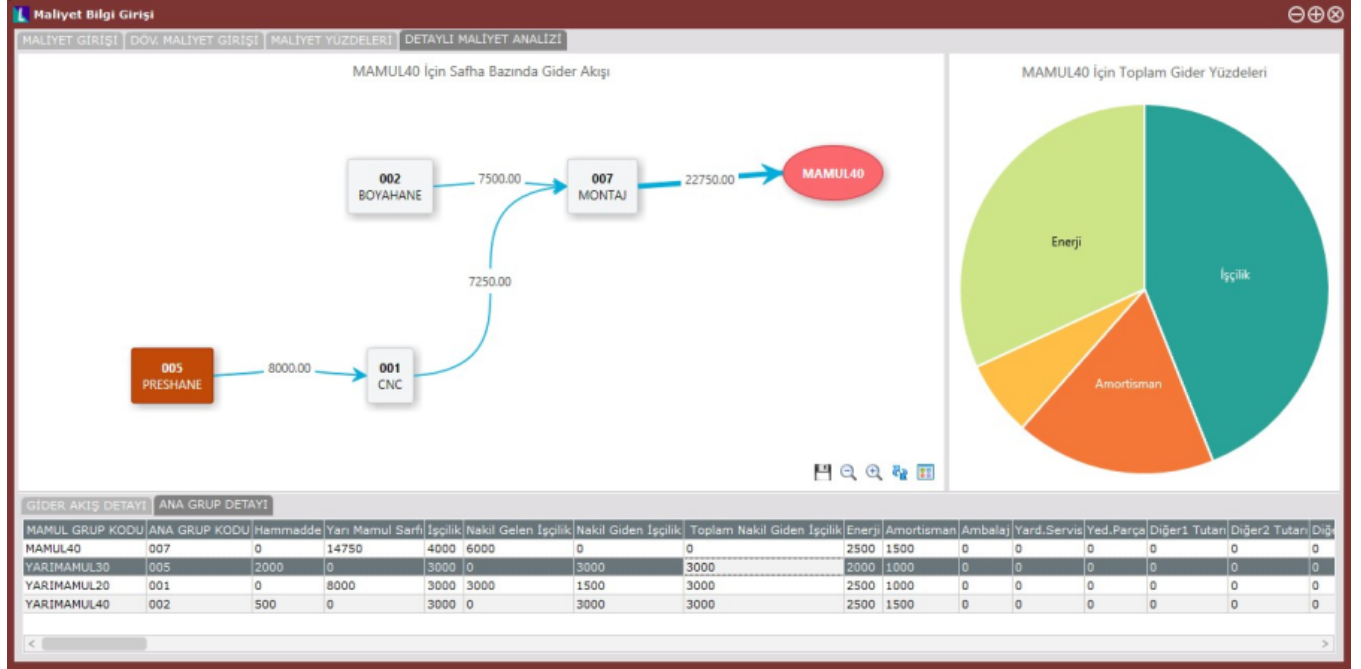 Maliyet Bilgi Girişi
MALİYET GİRİŞİ DÖV. MALİYET GİRİŞİ MALİYET YÜZDELERİ DETAYLI MALİYET ANALİZİ
MAMUL40 İçin Safha Bazında Gider Akışı
002
BOYAHANE
7500.00
007
MONTAJ
22750.00
MAMUL40
7250.00
005
PRESHANE
8000.00
001
CNC
MAMUL40 İçin Toplam Gider Yüzdeleri
Enerji
İşçilik
Amortisman
GİDER AKIŞ DETAYI ANA GRUP DETAYI
MAMUL GRUP KODU ANA GRUP KODU Hammadde Yarı Mamul Sarfı İşçilik Nakil Gelen İşçilik Nakil Giden İşçilik Toplam Nakil Giden İşçilik Enerji Amortisman Ambalaj Yard.Servis Yed.Parça Diğer1 Tutarı Diğer2 Tutarı Diğ
MAMUL40 007 0 14750 4000 6000 0 0 2500 1500 0 0 0 0 0 0
YARIMAMUL30 005 2000 0 3000 0 3000 3000 2000 1000 0 0 0 0 0 0
YARIMAMUL20 001 0 8000 3000 3000 1500 3000 2500 1000 0 0 0 0 0 0
YARIMAMUL40 002 500 0 3000 0 3000 3000 2500 1500 0 0 0 0 0 0